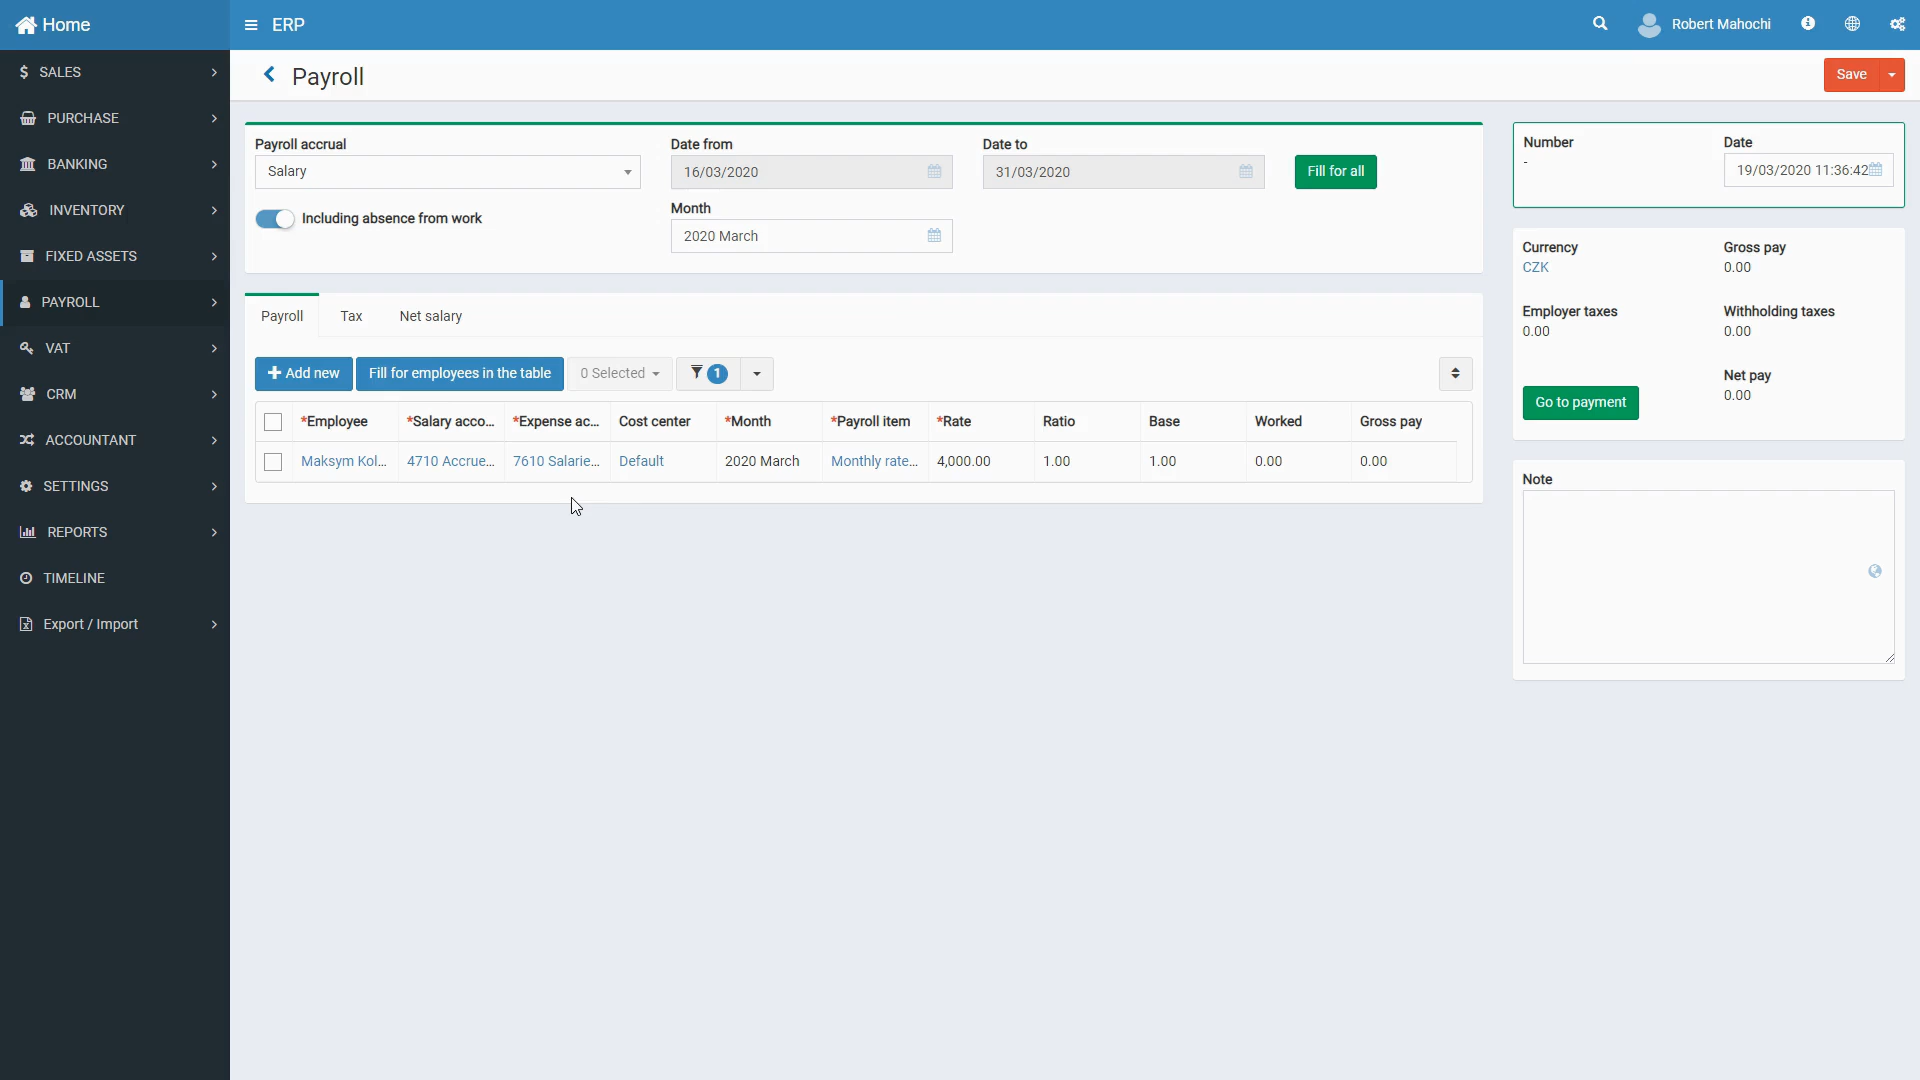 Home
ERP
Robert Mahochi
SALES
PURCHASE
BANKING
INVENTORY
FIXED ASSETS
PAYROLL
VAT
CRM
ACCOUNTANT
SETTINGS
REPORTS
TIMELINE
Export / Import
Payroll
Save
Payroll accrual
Salary
Including absence from work
Date from
16/03/2020
Date to
31/03/2020
Fill for all
Month
2020 March
Number
-
Date
19/03/2020 11:36:42
Payroll Tax Net salary
Add new Fill for employees in the table 0 Selected 1
*Employee *Salary acco... *Expense ac... Cost center *Month *Payroll item *Rate Ratio Base Worked Gross pay
Maksym Kol... 4710 Accrue... 7610 Salarie... Default 2020 March Monthly rate... 4,000.00 1.00 1.00 0.00 0.00
Currency
CZK
Gross pay
0.00
Employer taxes
0.00
Withholding taxes
0.00
Net pay
0.00
Go to payment
Note